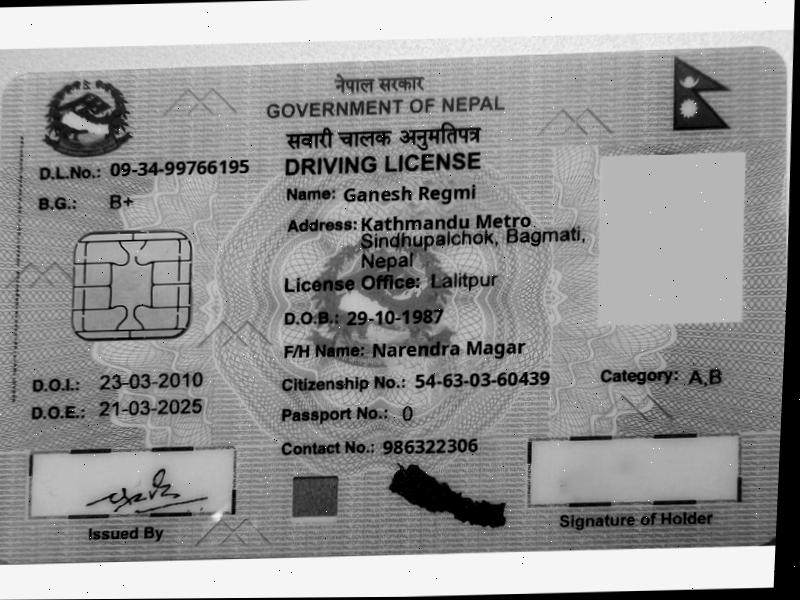 नेपाल सरकार
GOVERNMENT OF NEPAL
सवारी चालक अनुमतिपत्र
DRIVING LICENSE
D.L.No.: 09-34-99766195
B.G.: B+
Name: Ganesh Regmi
Address: Kathmandu Metro
Sindhupalchok, Bagmati,
Nepal
License Office: Lalitpur
D.O.B.: 29-10-1987
F/H Name: Narendra Magar
D.O.I.: 23-03-2010
Citizenship No.: 54-63-03-60439
Category: A,B
D.O.E.: 21-03-2025
Passport No.: 0
Contact No.: 986322306
Issued By
Signature of Holder